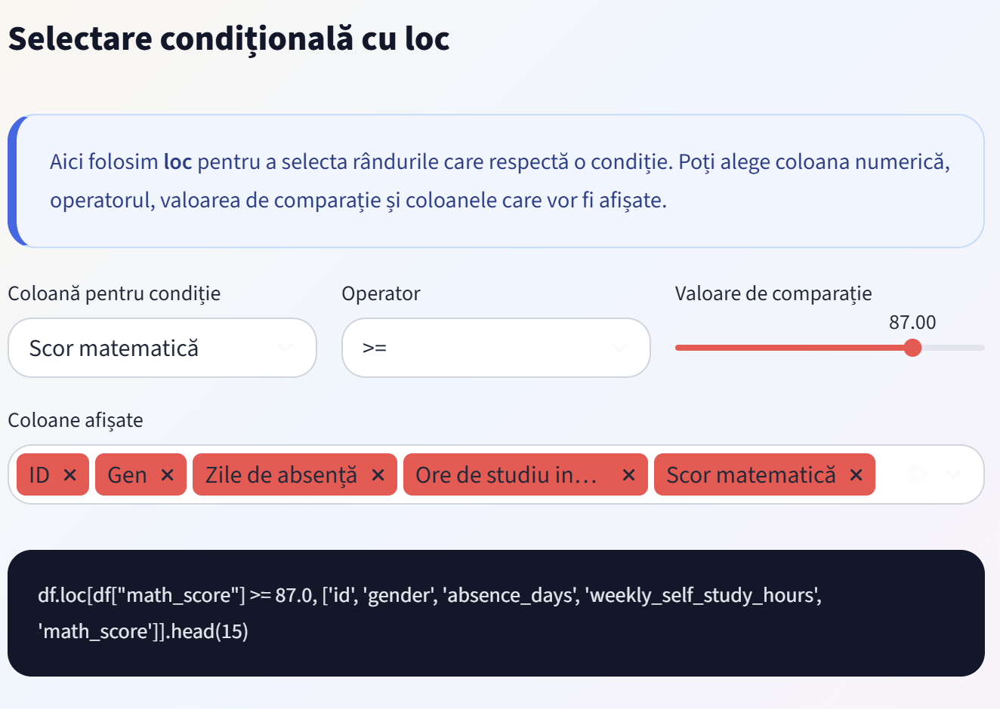 Selectare condițională cu loc
Aici folosim loc pentru a selecta rândurile care respectă o condiție. Poți alege coloana numerică,
operatorul, valoarea de comparație și coloanele care vor fi afișate.
Coloană pentru condiție
Operator
Valoare de comparație
87.00
Scor matematică
>=
Coloane afișate
ID × Gen × Zile de absență × Ore de studiu in… × Scor matematică ×
df.loc[df["math_score"] >= 87.0, ['id', 'gender', 'absence_days', 'weekly_self_study_hours',
'math_score']].head(15)